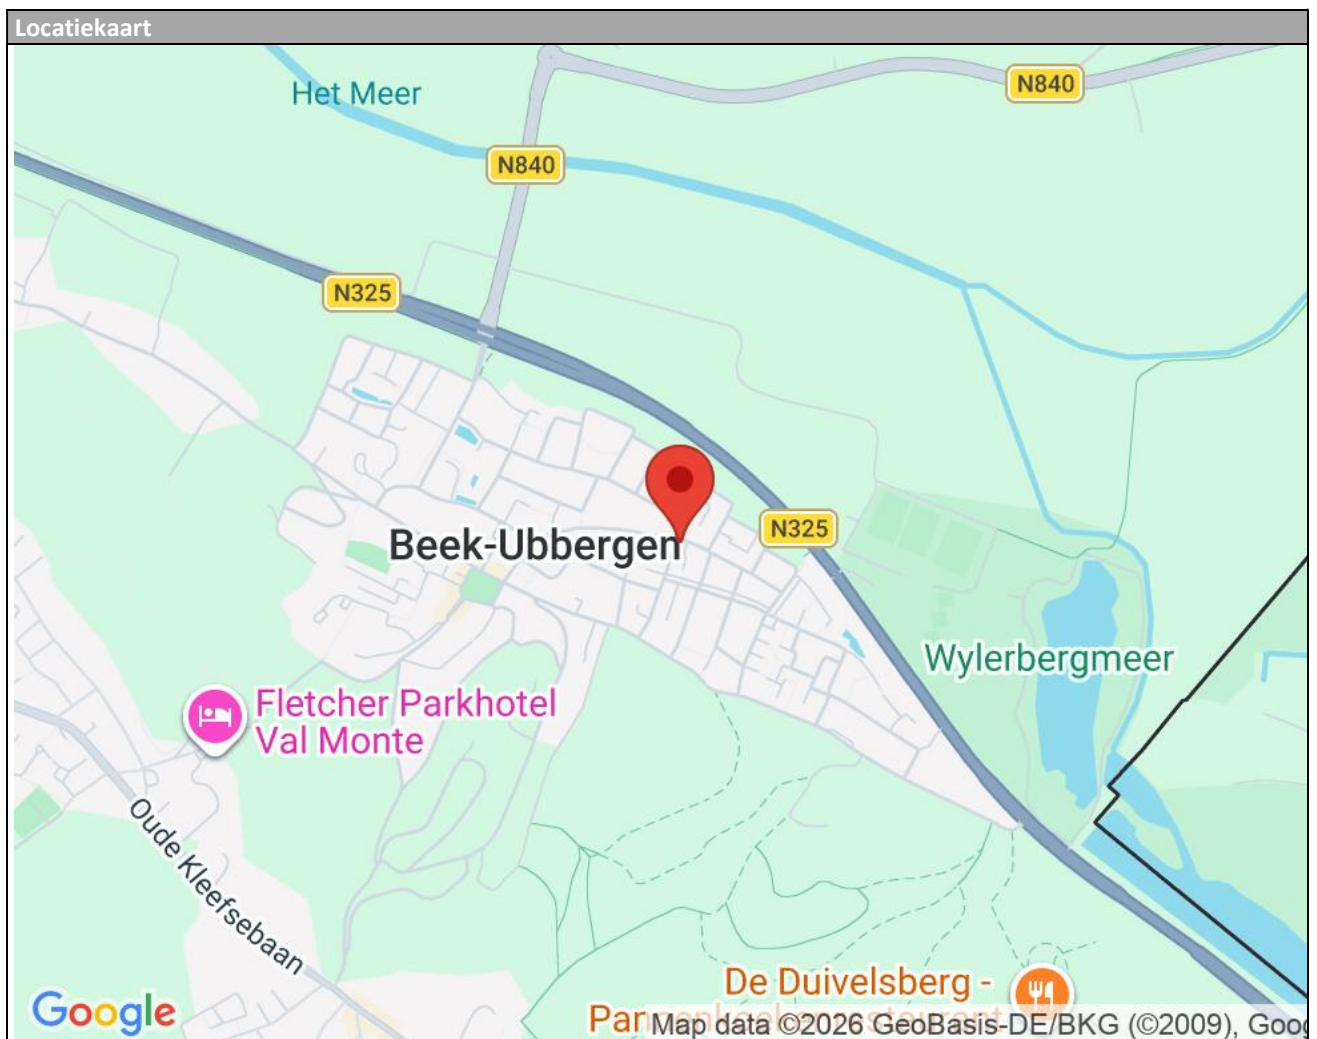 Locatiekaart
Het Meer
N840
N840
N325
Beek-Ubbergen
N325
Wylerbergmeer
Fletcher Parkhotel
Val Monte
Oude Kleefsebaan
De Duivelsberg -
Google
Map data ©2026 GeoBasis-DE/BKG (©2009), Goog